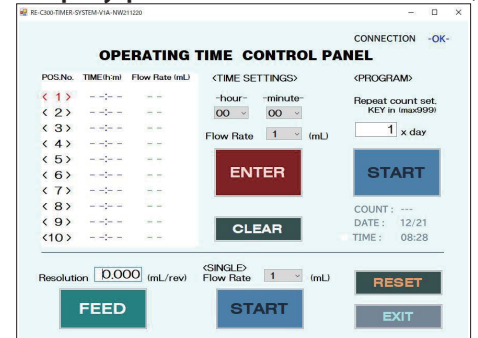 RE-C300-TIMER-SYSTEM-V1A-NW211220
CONNECTION -OK-
OPERATING TIME CONTROL PANEL
POS.No. TIME(h:m) Flow Rate (mL)
<TIME SETTINGS>
<PROGRAM>
< 1 > --:-- --
< 2 > --:-- --
< 3 > --:-- --
< 4 > --:-- --
< 5 > --:-- --
< 6 > --:-- --
< 7 > --:-- --
< 8 > --:-- --
< 9 > --:-- --
<10 > --:-- --
-hour- -minute-
00 00
Flow Rate 1 (mL)
ENTER
CLEAR
Repeat count set.
KEY in (max999)
1 x day
START
COUNT : ---
DATE : 12/21
TIME : 08:28
Resolution 0.000 (mL/rev)
FEED
<SINGLE>
Flow Rate 1 (mL)
START
RESET
EXIT